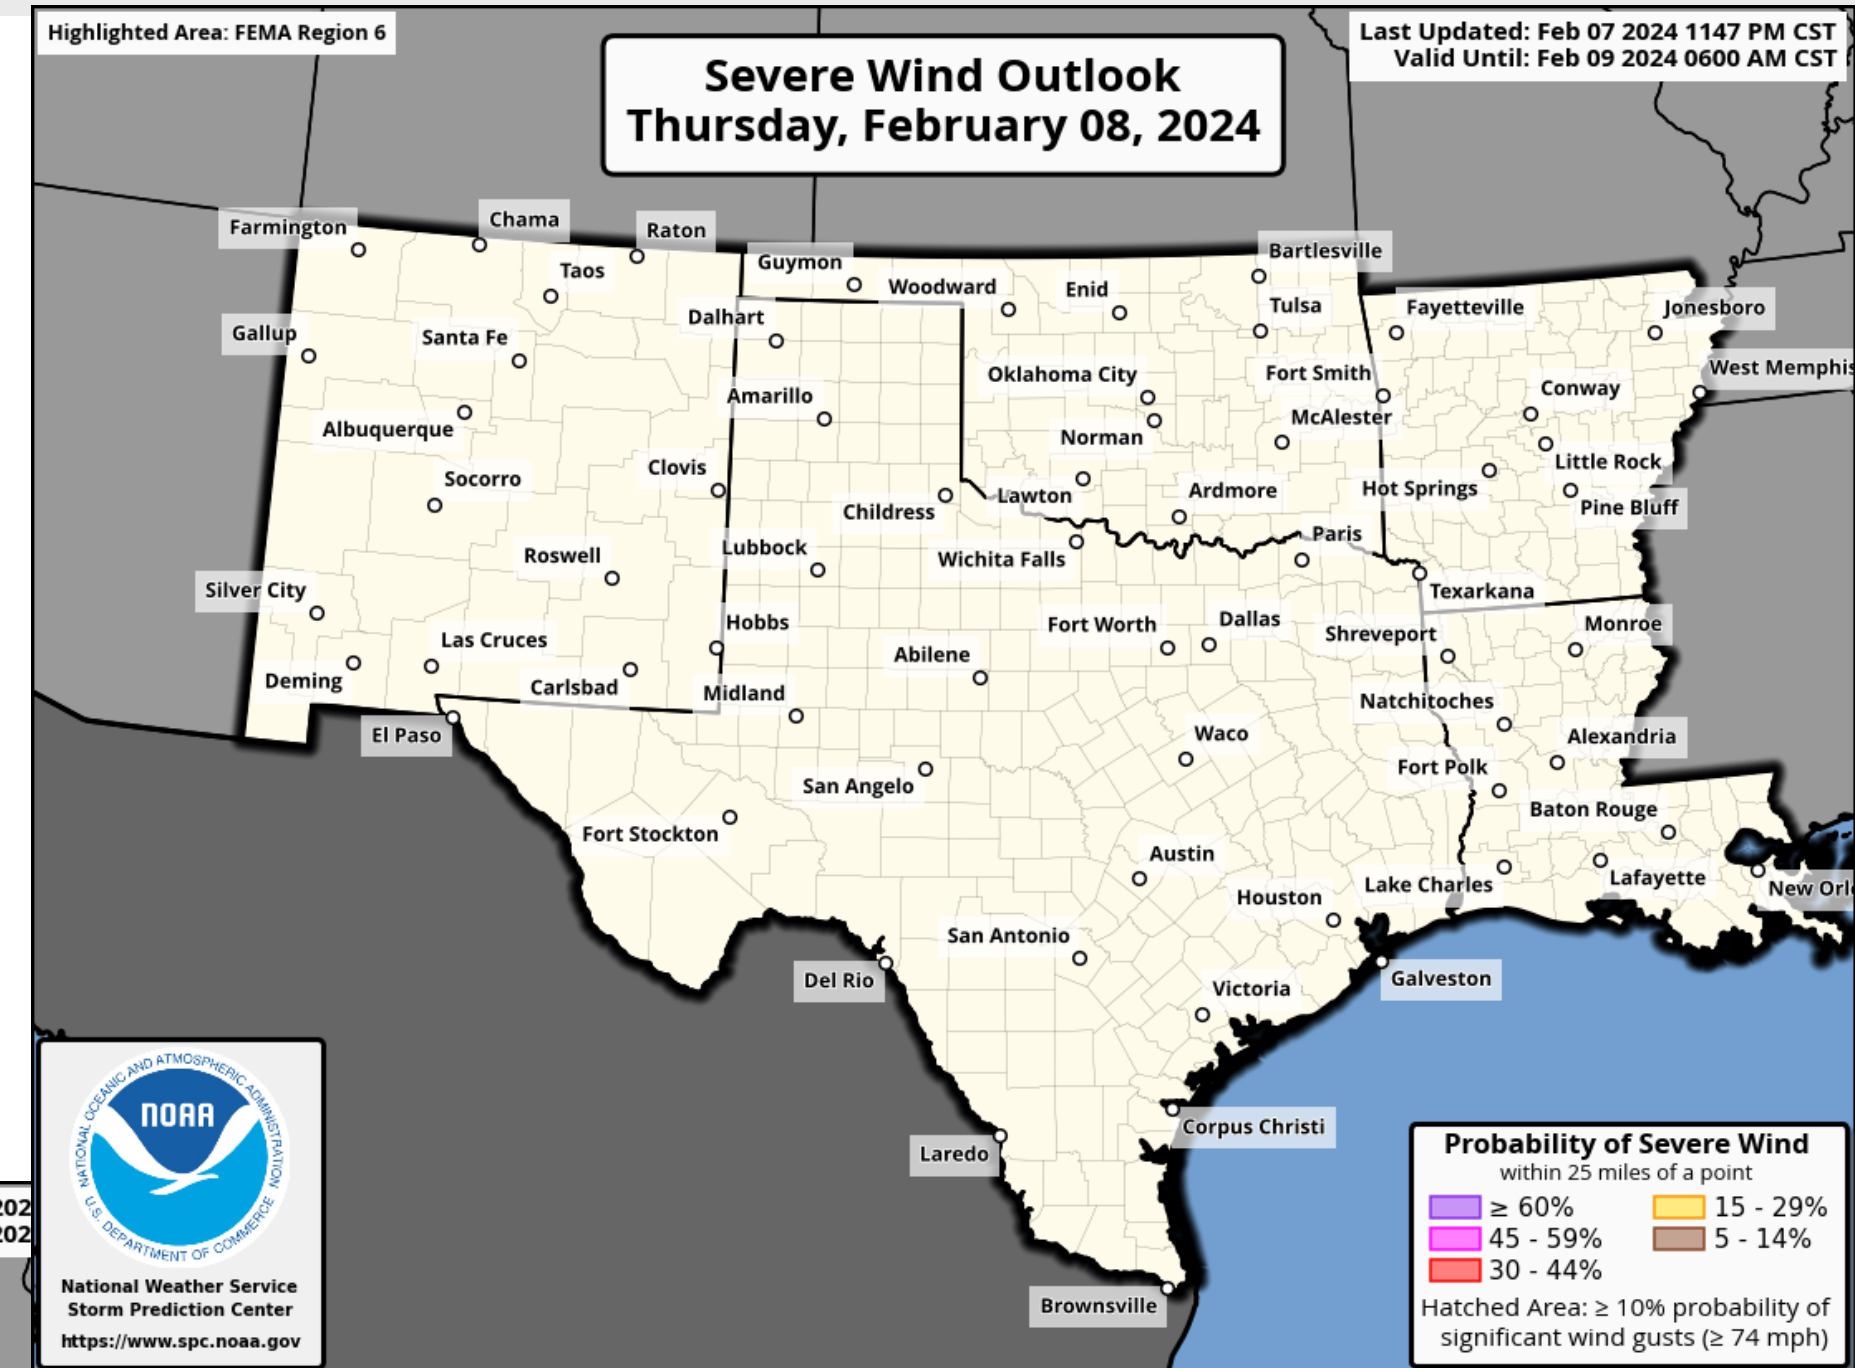 Highlighted Area: FEMA Region 6
Severe Wind Outlook
Thursday, February 08, 2024
Last Updated: Feb 07 2024 1147 PM CST
Valid Until: Feb 09 2024 0600 AM CST
Farmington
Chama
Raton
Taos
Guymon
Woodward
Enid
Bartlesville
Tulsa
Fayetteville
Jonesboro
Gallup
Santa Fe
Dalhart
West Memphis
Oklahoma City
Fort Smith
Conway
Amarillo
McAlester
Albuquerque
Norman
Clovis
Little Rock
Socorro
Childress
Lawton
Ardmore
Hot Springs
Pine Bluff
Lubbock
Wichita Falls
Paris
Roswell
Silver City
Texarkana
Hobbs
Fort Worth
Dallas
Shreveport
Monroe
Las Cruces
Abilene
Deming
Carlsbad
Midland
Natchitoches
El Paso
Waco
Alexandria
San Angelo
Fort Polk
Fort Stockton
Baton Rouge
Austin
Houston
Lake Charles
Lafayette
New Orl
San Antonio
Del Rio
Victoria
Galveston
Corpus Christi
Laredo
Brownsville
202
202
NATIONAL OCEANIC AND ATMOSPHERIC ADMINISTRATION
NOAA
U.S. DEPARTMENT OF COMMERCE
National Weather Service
Storm Prediction Center
https://www.spc.noaa.gov
Probability of Severe Wind
within 25 miles of a point
≥ 60% 15 - 29%
45 - 59% 5 - 14%
30 - 44%
Hatched Area: ≥ 10% probability of
significant wind gusts (≥ 74 mph)